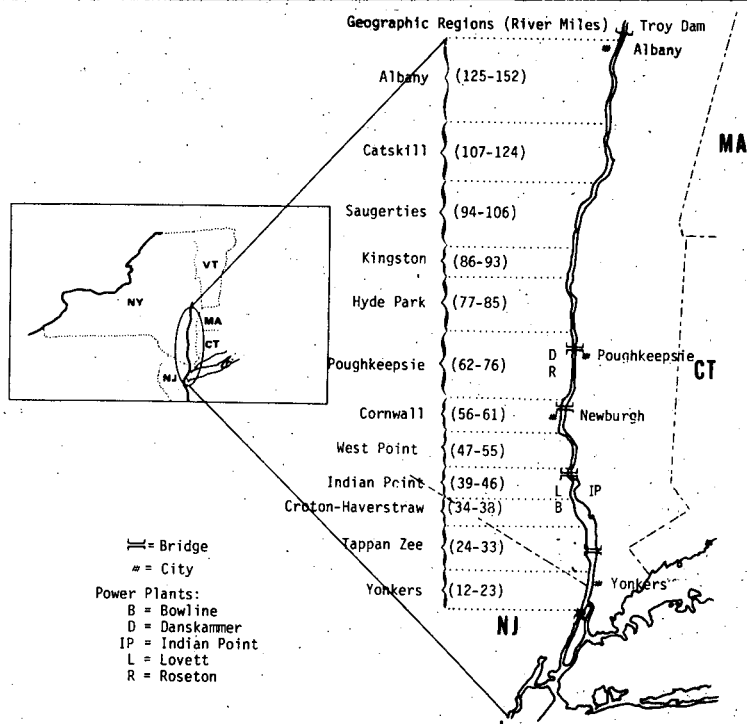 Geographic Regions (River Miles)
Troy Dam
Albany
Albany (125-152)
MA
Catskill (107-124)
Saugerties (94-106)
Kingston (86-93)
Hyde Park (77-85)
VT
NY
MA
CT
NJ
Poughkeepsie (62-76)
D
R
Poughkeepsie
CT
Cornwall (56-61)
Newburgh
West Point (47-55)
Indian Print (39-46)
L
IP
Croton-Haverstraw (34-38)
B
Tappan Zee (24-33)
Yonkers (12-23)
Yonkers
NJ
= Bridge
= City
Power Plants:
B = Bowline
D = Danskammer
IP = Indian Point
L = Lovett
R = Roseton